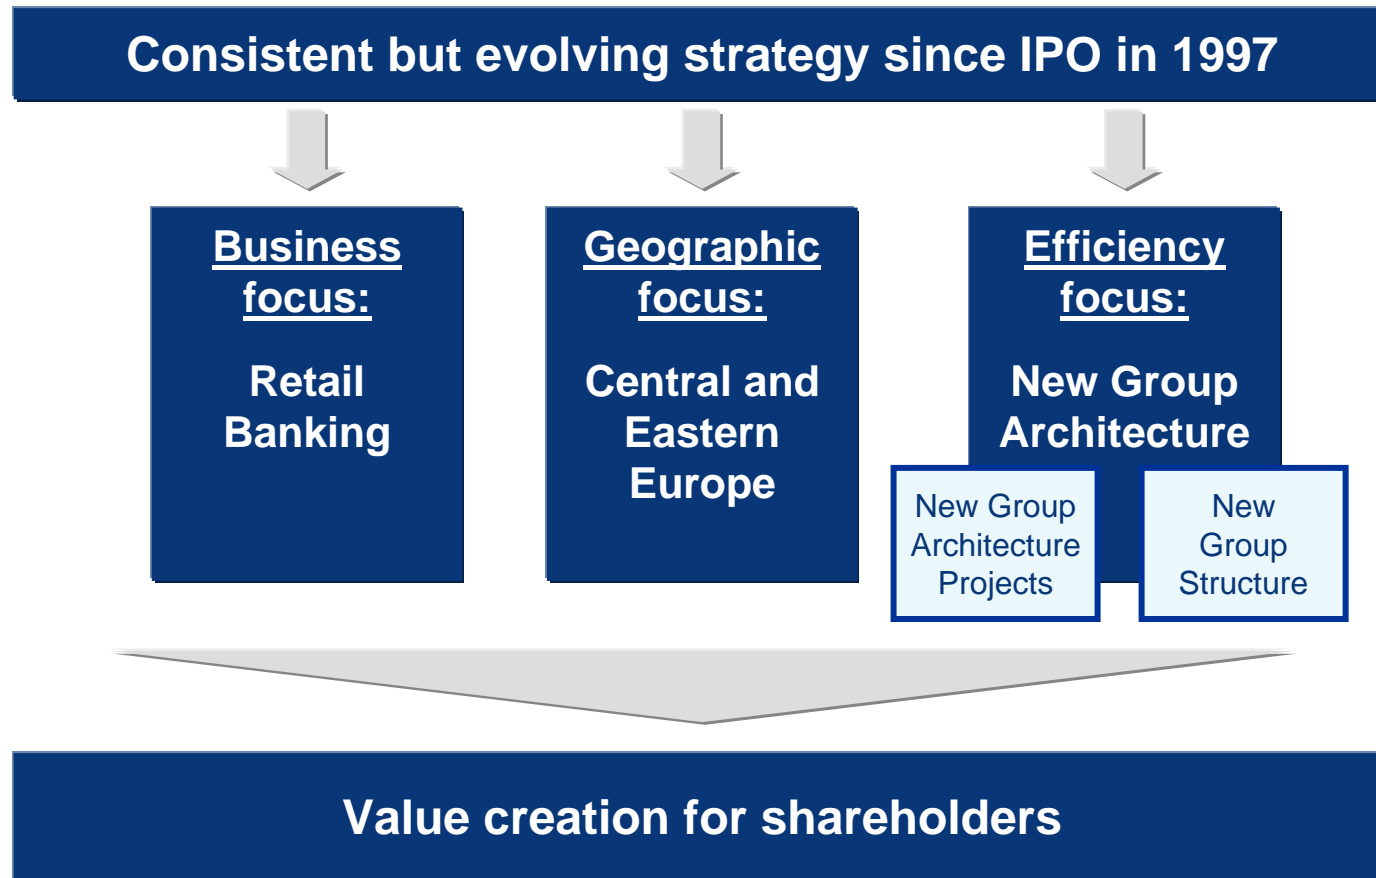 Consistent but evolving strategy since IPO in 1997
Business
focus:
Retail
Banking
Geographic
focus:
Central and
Eastern
Europe
Efficiency
focus:
New Group
Architecture
New Group
Architecture
Projects
New
Group
Structure
Value creation for shareholders